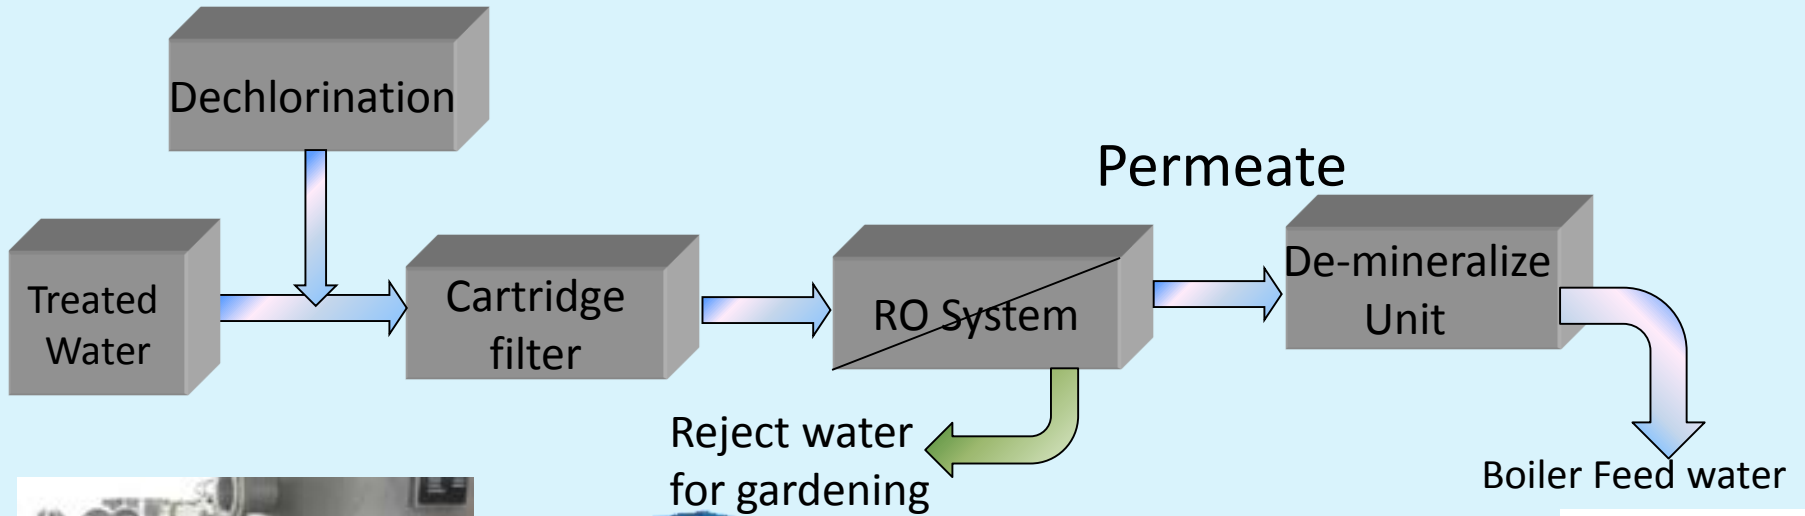 Dechlorination
Permeate
Treated
Water
Cartridge
filter
RO System
De-mineralize
Unit
Reject water
for gardening
Boiler Feed water